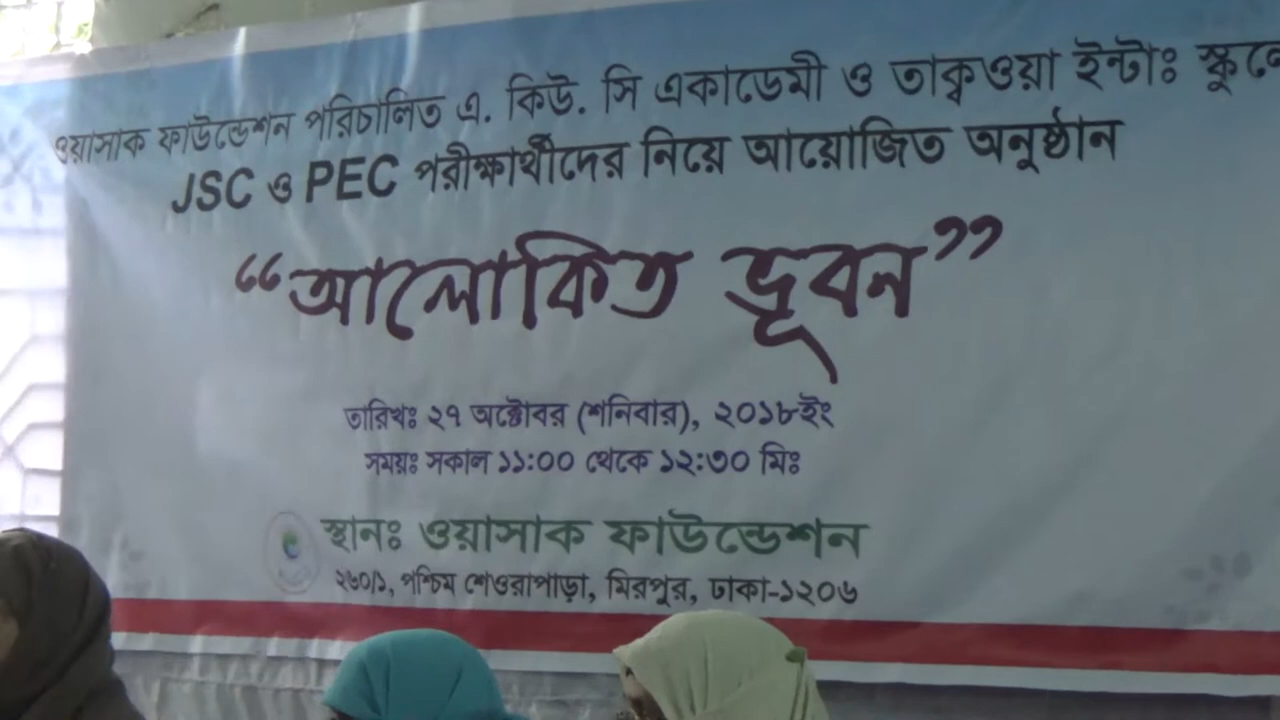 ওয়াসাক ফাউন্ডেশন পরিচালিত এ. কিউ. সি একাডেমী ও তাক্বওয়া ইন্টাঃ স্কুলে
JSC ও PEC পরীক্ষার্থীদের নিয়ে আয়োজিত অনুষ্ঠান
“আলোকিত ভূবন”
তারিখঃ ২৭ অক্টোবর (শনিবার), ২০১৮ইং
সময়ঃ সকাল ১১:০০ থেকে ১২:৩০ মিঃ
স্থানঃ ওয়াসাক ফাউন্ডেশন
২৬০/১, পশ্চিম শেওরাপাড়া, মিরপুর, ঢাকা-১২০৬